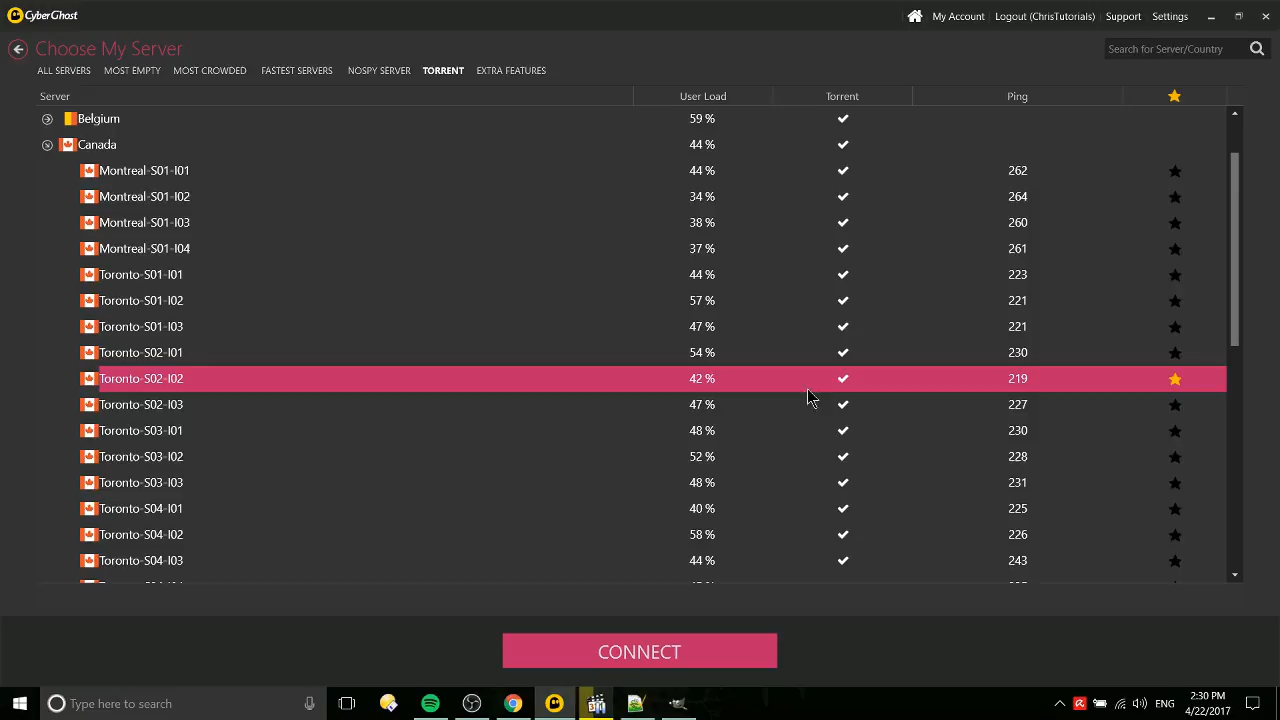 CyberGhost My Account Logout (ChrisTutorials) Support Settings
Choose My Server Search for Server/Country
ALL SERVERS MOST EMPTY MOST CROWDED FASTEST SERVERS NOSPY SERVER TORRENT EXTRA FEATURES
Server User Load Torrent Ping
Belgium 59 %
Canada 44 %
Montreal-S01-I01 44 % 262
Montreal-S01-I02 34 % 264
Montreal-S01-I03 38 % 260
Montreal-S01-I04 37 % 261
Toronto-S01-I01 44 % 223
Toronto-S01-I02 57 % 221
Toronto-S01-I03 47 % 221
Toronto-S02-I01 54 % 230
Toronto-S02-I02 42 % 219
Toronto-S02-I03 47 % 227
Toronto-S03-I01 48 % 230
Toronto-S03-I02 52 % 228
Toronto-S03-I03 48 % 231
Toronto-S04-I01 40 % 225
Toronto-S04-I02 58 % 226
Toronto-S04-I03 44 % 243
CONNECT
Type here to search 2:30 PM
4/22/2017